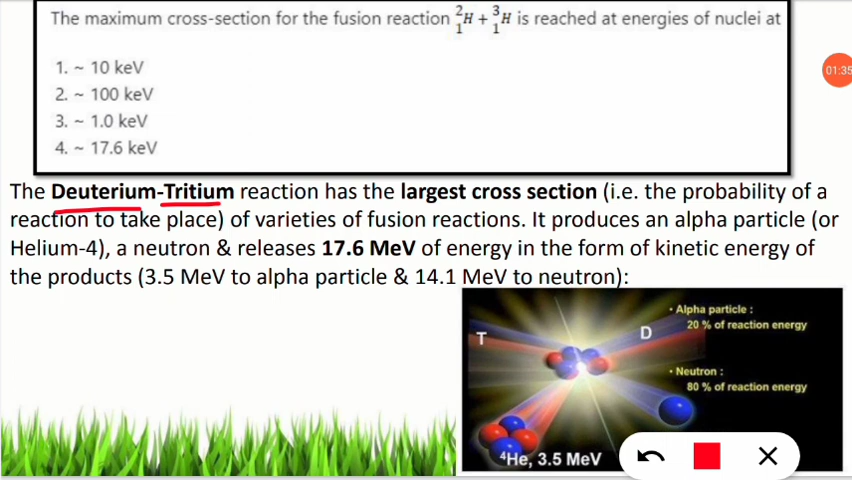 The maximum cross-section for the fusion reaction ²₁H + ³₁H is reached at energies of nuclei at
1. ~ 10 keV
2. ~ 100 keV
3. ~ 1.0 keV
4. ~ 17.6 keV
01:35
The Deuterium-Tritium reaction has the largest cross section (i.e. the probability of a
reaction to take place) of varieties of fusion reactions. It produces an alpha particle (or
Helium-4), a neutron & releases 17.6 MeV of energy in the form of kinetic energy of
the products (3.5 MeV to alpha particle & 14.1 MeV to neutron):
T
D
• Alpha particle :
20 % of reaction energy
• Neutron :
80 % of reaction energy
⁴He, 3.5 MeV